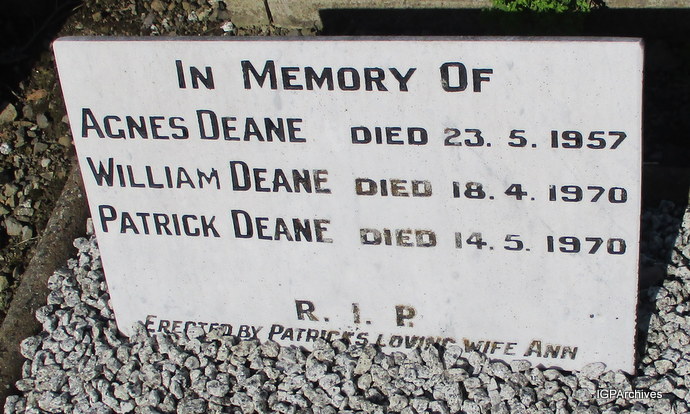 In Memory Of
Agnes Deane died 23. 5. 1957
William Deane died 18. 4. 1970
Patrick Deane died 14. 5. 1970
R. I. P.
Erected by Patrick's loving wife Ann
IGPArchives